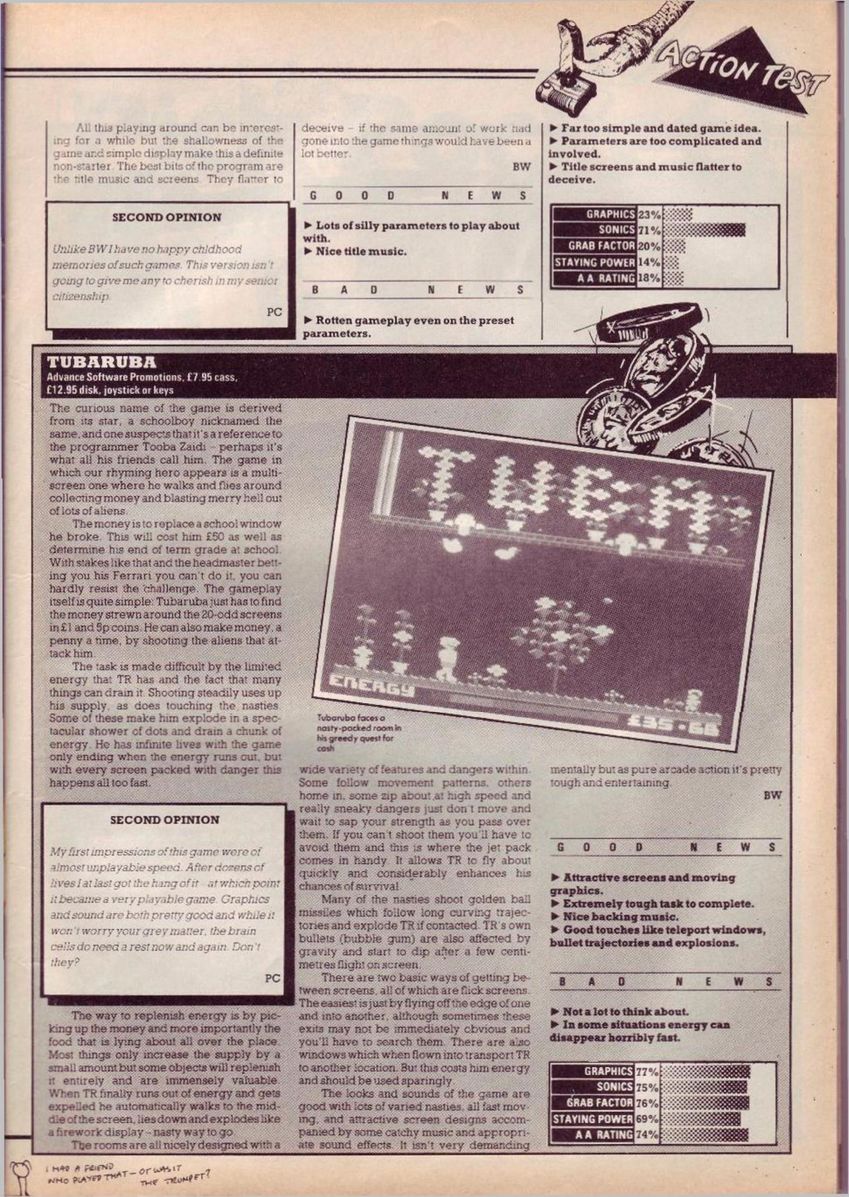 ACTION TEST
All this playing around can be interest-
ing for a while but the shallowness of the
game and simple display make this a definite
non-starter. The best bits of the program are
the title music and screens. They flatter to
SECOND OPINION
Unlike BW I have no happy chldhood
memories of such games. This version isn't
going to give me any to cherish in my senior
citizenship.
PC
deceive – if the same amount of work had
gone into the game things would have been a
lot better.
BW
GOOD NEWS
► Lots of silly parameters to play about
with.
► Nice title music.
BAD NEWS
► Rotten gameplay even on the preset
parameters.
► Far too simple and dated game idea.
► Parameters are too complicated and
involved.
► Title screens and music flatter to
deceive.
GRAPHICS 23%
SONICS 71%
GRAB FACTOR 20%
STAYING POWER 14%
AA RATING 18%
TUBARUBA
Advance Software Promotions, £7.95 cass,
£12.95 disk, joystick or keys
The curious name of the game is derived
from its star, a schoolboy nicknamed the
same, and one suspects that it's a reference to
the programmer Tooba Zaidi – perhaps it's
what all his friends call him. The game in
which our rhyming hero appears is a multi-
screen one where he walks and flies around
collecting money and blasting merry hell out
of lots of aliens.
The money is to replace a school window
he broke. This will cost him £50 as well as
determine his end of term grade at school.
With stakes like that and the headmaster bett-
ing you his Ferrari you can't do it, you can
hardly resist the challenge. The gameplay
itself is quite simple: Tubaruba just has to find
the money strewn around the 20-odd screens
in £1 and 5p coins. He can also make money, a
penny a time, by shooting the aliens that at-
tack him.
The task is made difficult by the limited
energy that TR has and the fact that many
things can drain it. Shooting steadily uses up
his supply, as does touching the nasties.
Some of these make him explode in a spec-
tacular shower of dots and drain a chunk of
energy. He has infinite lives with the game
only ending when the energy runs out, but
with every screen packed with danger this
happens all too fast.
SECOND OPINION
My first impressions of this game were of
almost unplayable speed. After dozens of
lives I at last got the hang of it – at which point
it became a very playable game. Graphics
and sound are both pretty good and while it
won't worry your grey matter, the brain
cells do need a rest now and again. Don't
they?
PC
The way to replenish energy is by pic-
king up the money and more importantly the
food that is lying about all over the place.
Most things only increase the supply by a
small amount but some objects will replenish
it entirely and are immensely valuable.
When TR finally runs out of energy and gets
expelled he automatically walks to the mid-
dle of the screen, lies down and explodes like
a firework display – nasty way to go.
The rooms are all nicely designed with a
ENERGY
£35·68
Tubaruba faces a
nasty-packed room in
his greedy quest for
cash
wide variety of features and dangers within.
Some follow movement patterns, others
home in, some zip about at high speed and
really sneaky dangers just don't move and
wait to sap your strength as you pass over
them. If you can't shoot them you'll have to
avoid them and this is where the jet pack
comes in handy. It allows TR to fly about
quickly and considerably enhances his
chances of survival.
Many of the nasties shoot golden ball
missiles which follow long curving trajec-
tories and explode TR if contacted. TR's own
bullets (bubble gum) are also affected by
gravity and start to dip after a few centi-
metres flight on screen.
There are two basic ways of getting be-
tween screens, all of which are flick screens.
The easiest is just by flying off the edge of one
and into another, although sometimes these
exits may not be immediately obvious and
you'll have to search them. There are also
windows which when flown into transport TR
to another location. But this costs him energy
and should be used sparingly.
The looks and sounds of the game are
good with lots of varied nasties, all fast mov-
ing, and attractive screen designs accom-
panied by some catchy music and appropri-
ate sound effects. It isn't very demanding
mentally but as pure arcade action it's pretty
tough and entertaining.
BW
GOOD NEWS
► Attractive screens and moving
graphics.
► Extremely tough task to complete.
► Nice backing music.
► Good touches like teleport windows,
bullet trajectories and explosions.
BAD NEWS
► Not a lot to think about.
► In some situations energy can
disappear horribly fast.
GRAPHICS 77%
SONICS 75%
GRAB FACTOR 76%
STAYING POWER 69%
AA RATING 74%
I HAD A FRIEND
WHO PLAYED THAT – OR WAS IT
THE TRUMPET?